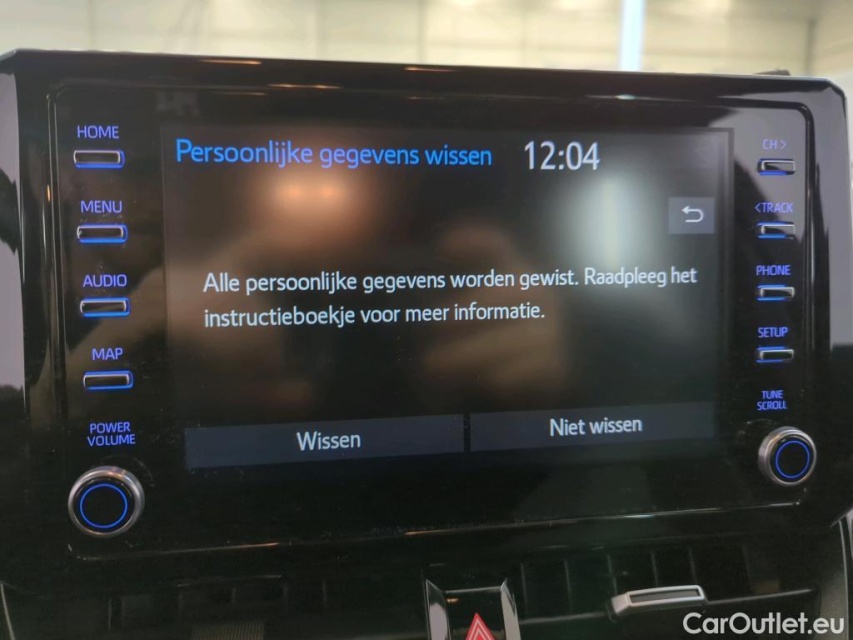 HOME
MENU
AUDIO
MAP
POWER
VOLUME
Persoonlijke gegevens wissen 12:04
Alle persoonlijke gegevens worden gewist. Raadpleeg het
instructieboekje voor meer informatie.
Wissen Niet wissen
CH >
< TRACK
PHONE
SETUP
TUNE
SCROLL
CarOutlet.eu